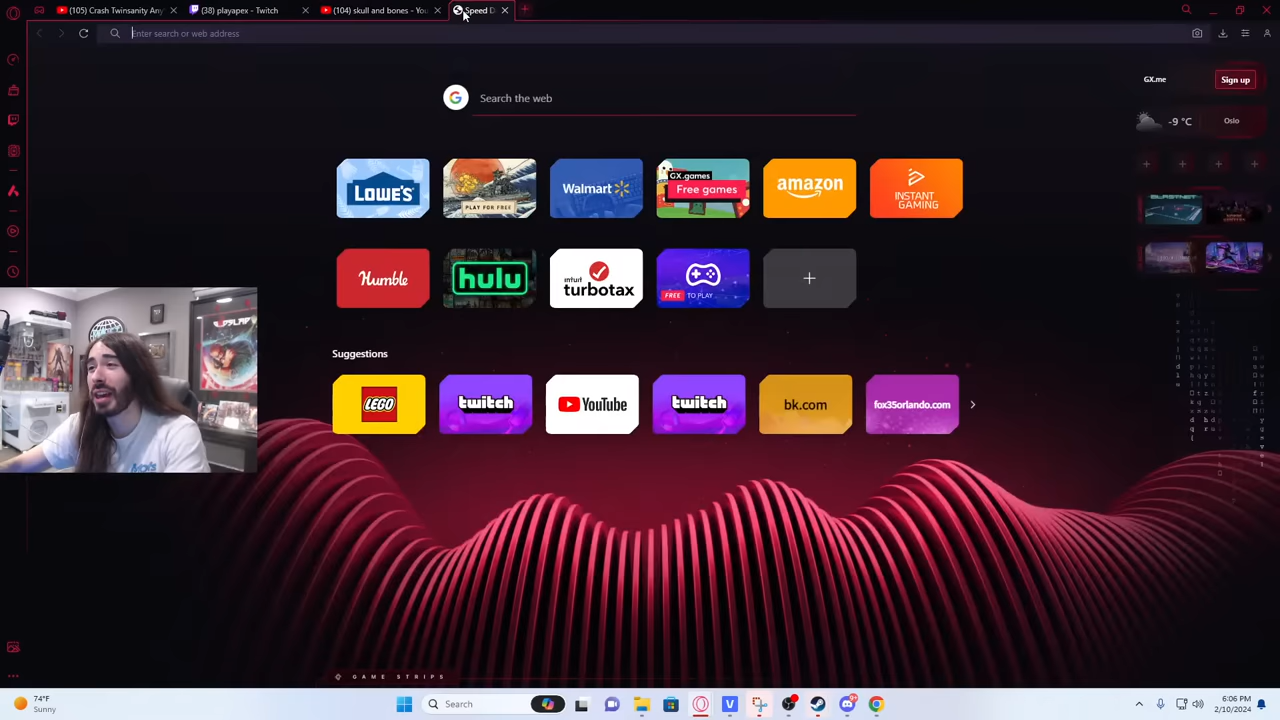 (105) Crash Twinsanity Any
(38) playapex - Twitch
(104) skull and bones - You
Speed D
Enter search or web address
GX.me
Sign up
G
Search the web
-9 °C
Oslo
LOWE'S
PLAY FOR FREE
Walmart
GX.games
Free games
amazon
INSTANT
GAMING
Humble
hulu
intuit
turbotax
FREE TO PLAY
Suggestions
LEGO
twitch
YouTube
twitch
bk.com
fox35orlando.com
GAME STRIPS
74°F
Sunny
Search
6:06 PM
2/10/2024